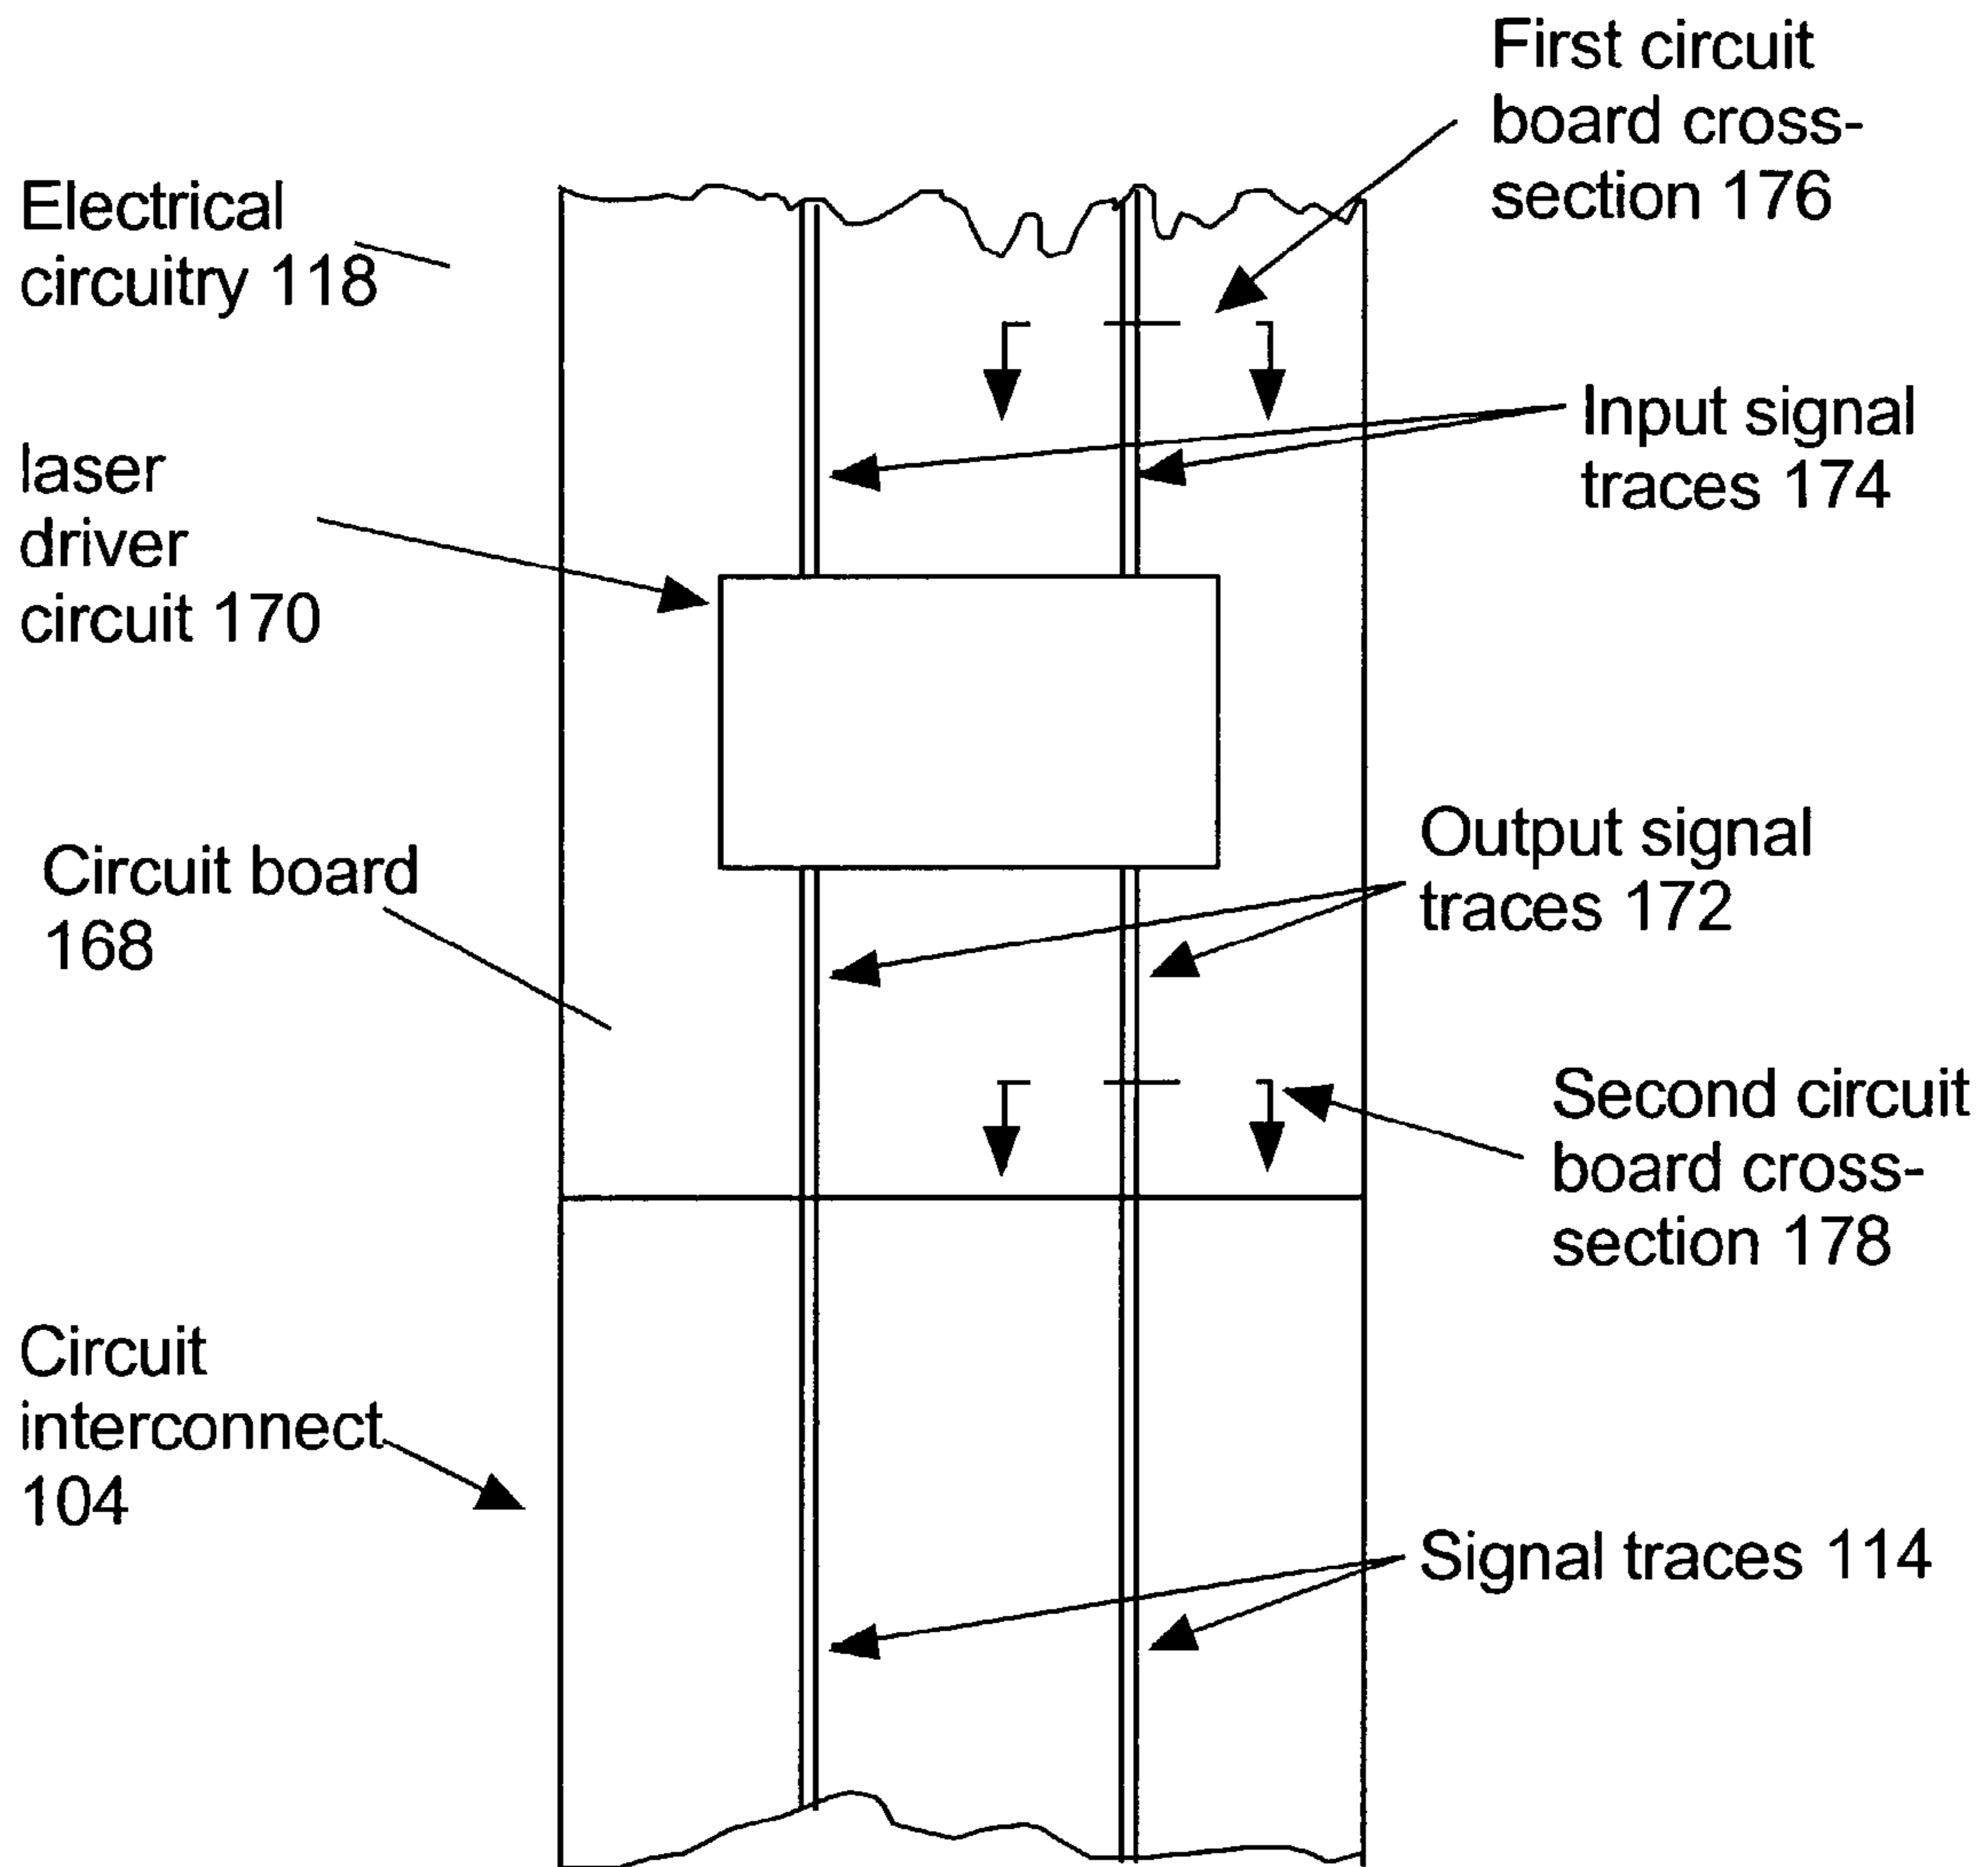 First circuit
board cross-
section 176
Electrical
circuitry 118
Input signal
traces 174
laser
driver
circuit 170
Output signal
traces 172
Circuit board
168
Second circuit
board cross-
section 178
Circuit
interconnect
104
Signal traces 114